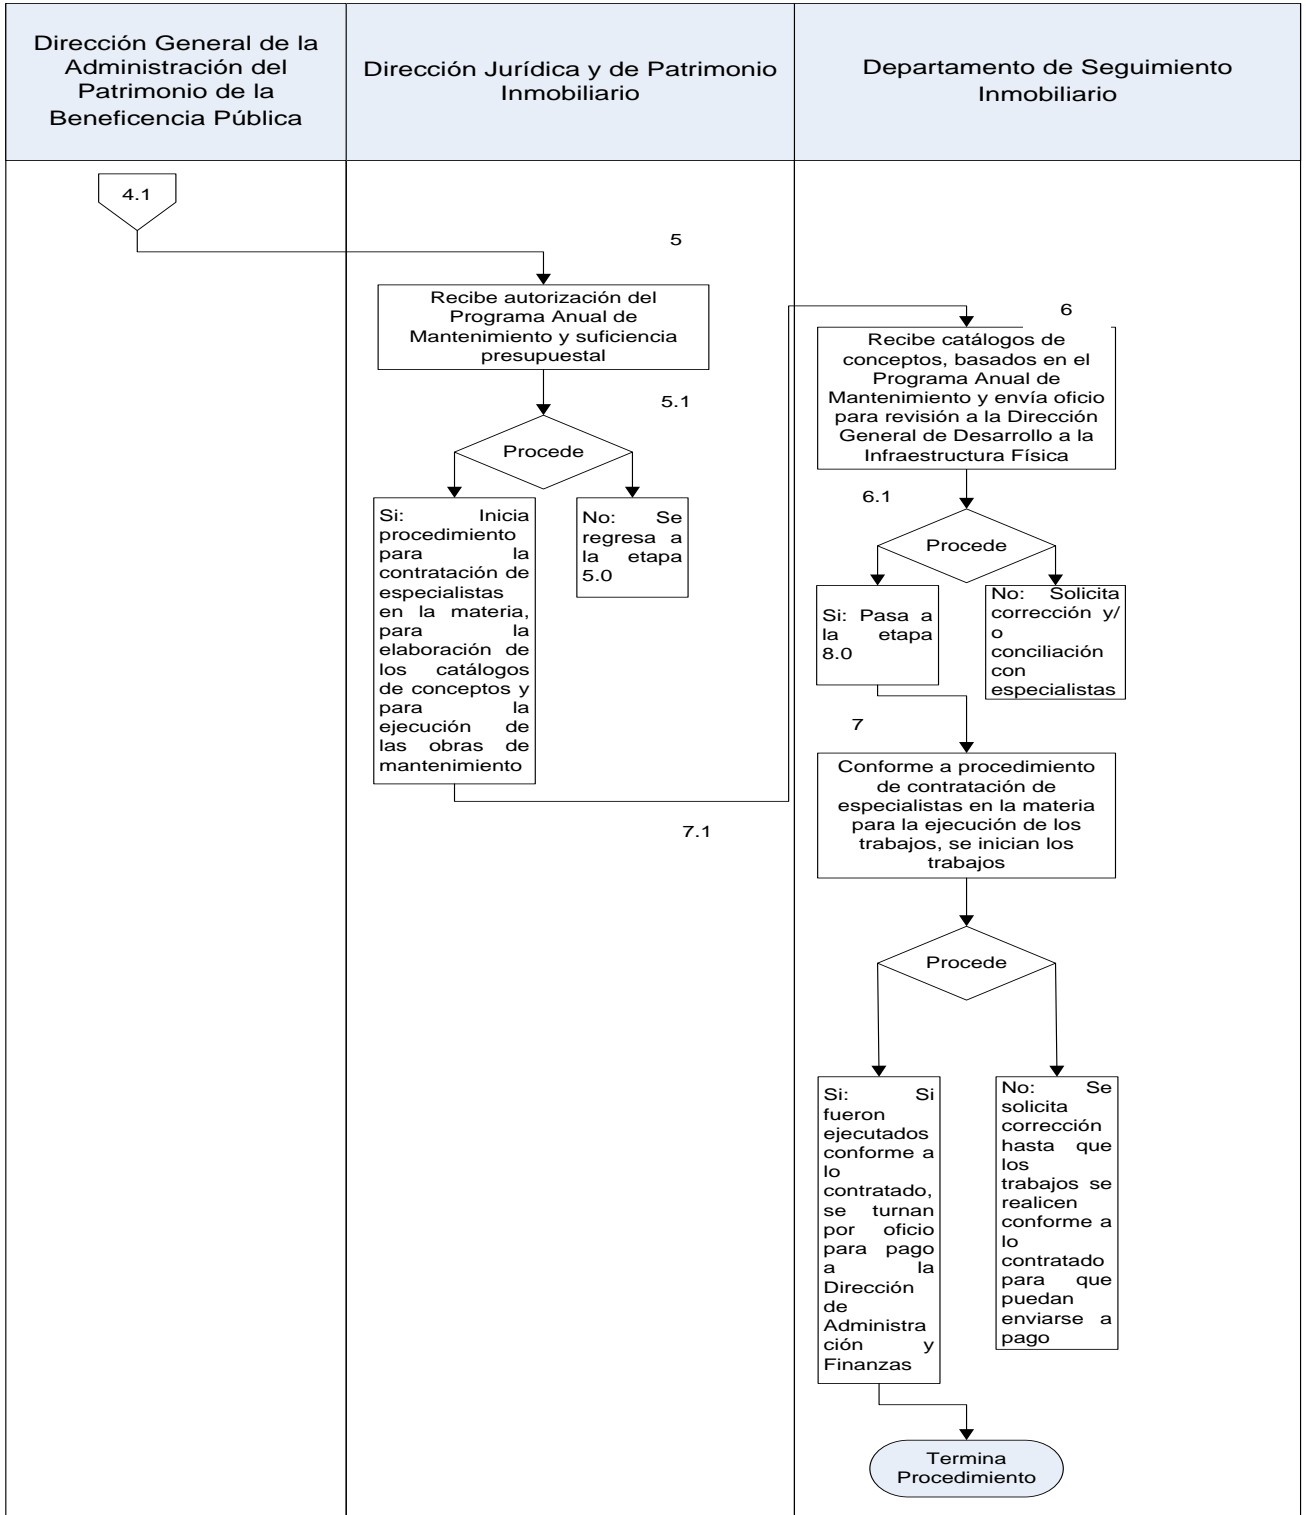 Dirección General de la
Administración del
Patrimonio de la
Beneficencia Pública
Dirección Jurídica y de Patrimonio
Inmobiliario
Departamento de Seguimiento
Inmobiliario
4.1
5
Recibe autorización del
Programa Anual de
Mantenimiento y suficiencia
presupuestal
5.1
Procede
Si: Inicia
procedimiento
para la
contratación de
especialistas
en la materia,
para la
elaboración de
los catálogos
de conceptos y
para la
ejecución de
las obras de
mantenimiento
No: Se
regresa a
la etapa
5.0
6
Recibe catálogos de
conceptos, basados en el
Programa Anual de
Mantenimiento y envía oficio
para revisión a la Dirección
General de Desarrollo a la
Infraestructura Física
6.1
Procede
Si: Pasa a
la etapa
8.0
No: Solicita
corrección y/
o
conciliación
con
especialistas
7
Conforme a procedimiento
de contratación de
especialistas en la materia
para la ejecución de los
trabajos, se inician los
trabajos
7.1
Procede
Si: Si
fueron
ejecutados
conforme a
lo
contratado,
se turnan
por oficio
para pago
a la
Dirección
de
Administra
ción y
Finanzas
No: Se
solicita
corrección
hasta que
los
trabajos se
realicen
conforme a
lo
contratado
para que
puedan
enviarse a
pago
Termina
Procedimiento